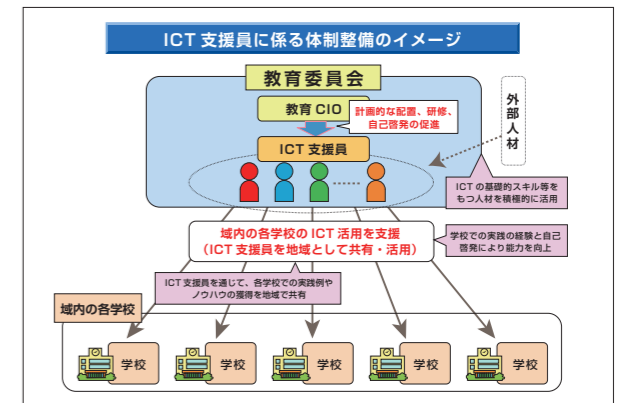 ICT 支援員に係る体制整備のイメージ
教育委員会
教育 CIO
計画的な配置、研修、
自己啓発の促進
外部人材
ICT 支援員
ICT の基礎的スキル等を
もつ人材を積極的に活用
域内の各学校の ICT 活用を支援
(ICT 支援員を地域として共有・活用)
学校での実践の経験と自己
啓発により能力を向上
ICT 支援員を通じて、各学校での実践例や
ノウハウの獲得を地域で共有
域内の各学校
学校
学校
学校
学校
学校